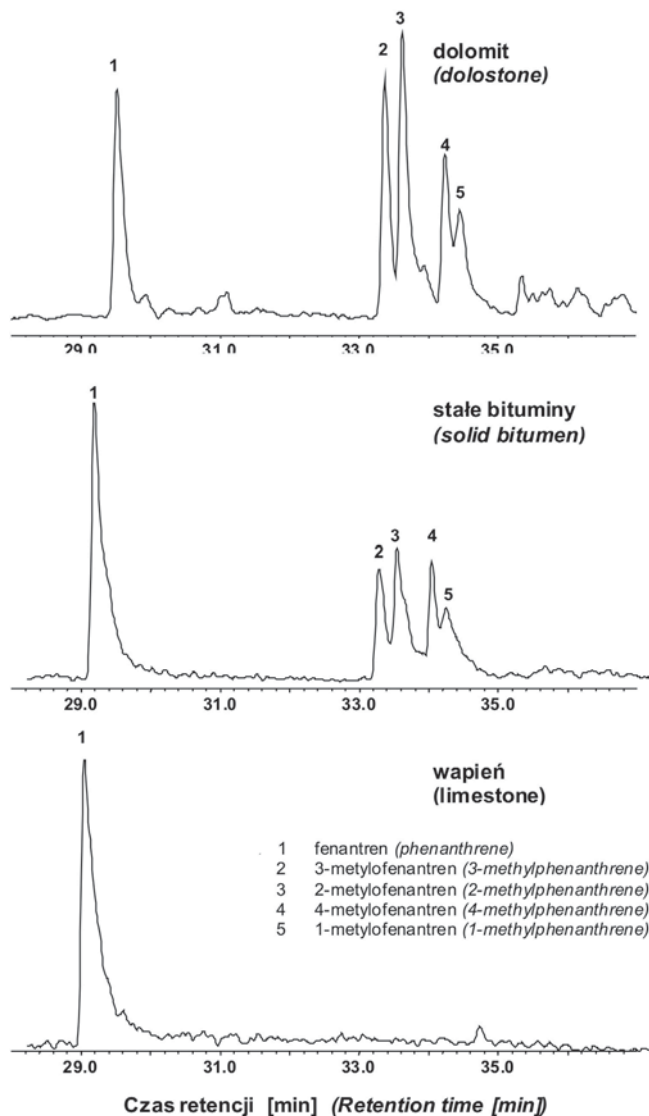 3
2
1
dolomit
(dolostone)
4
5
29.0 31.0 33.0 35.0
1
stałe bituminy
(solid bitumen)
3 4
2
5
29.0 31.0 33.0 35.0
1
wapień
(limestone)
1 fenantren (phenanthrene)
2 3-metylofenantren (3-methylphenanthrene)
3 2-metylofenantren (2-methylphenanthrene)
4 4-metylofenantren (4-methylphenanthrene)
5 1-metylofenantren (1-methylphenanthrene)
29.0 31.0 33.0 35.0
Czas retencji [min] (Retention time [min])